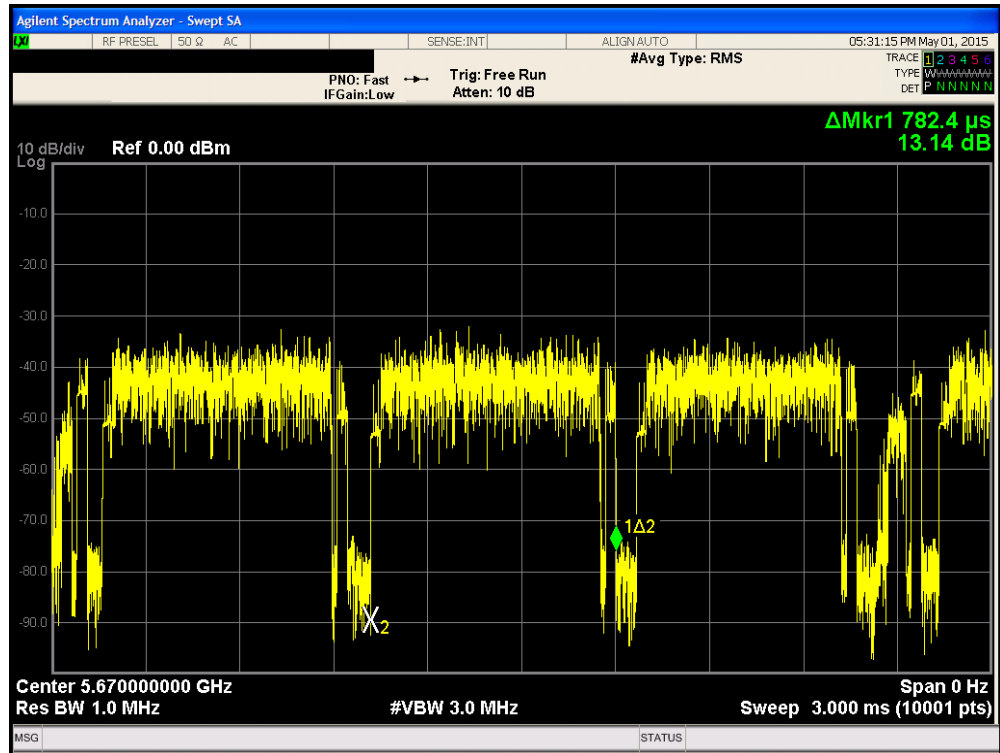 Agilent Spectrum Analyzer - Swept SA
LXI RF PRESEL 50 Ω AC SENSE:INT ALIGN AUTO 05:31:15 PM May 01, 2015
#Avg Type: RMS TRACE 1 2 3 4 5 6
PNO: Fast Trig: Free Run TYPE WWWWWW
IFGain:Low Atten: 10 dB DET P N N N N N
ΔMkr1 782.4 µs
10 dB/div Ref 0.00 dBm 13.14 dB
Log
-10.0
-20.0
-30.0
-40.0
-50.0
-60.0
-70.0
1Δ2
-80.0
-90.0
X2
Center 5.670000000 GHz Span 0 Hz
Res BW 1.0 MHz #VBW 3.0 MHz Sweep 3.000 ms (10001 pts)
MSG STATUS